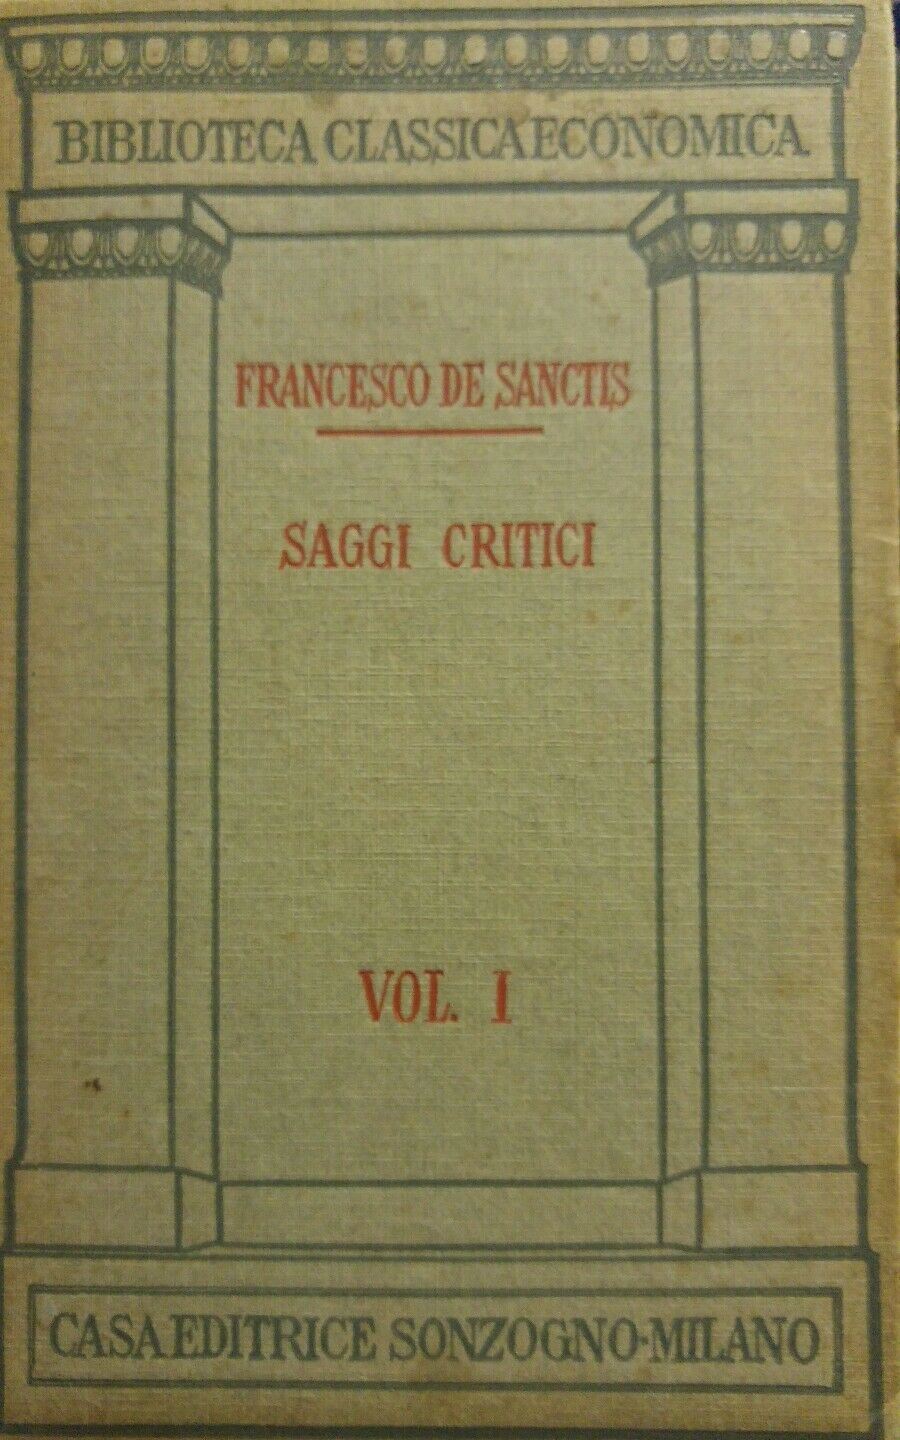 BIBLIOTECA CLASSICA ECONOMICA
FRANCESCO DE SANCTIS
SAGGI CRITICI
VOL. I
CASA EDITRICE SONZOGNO-MILANO